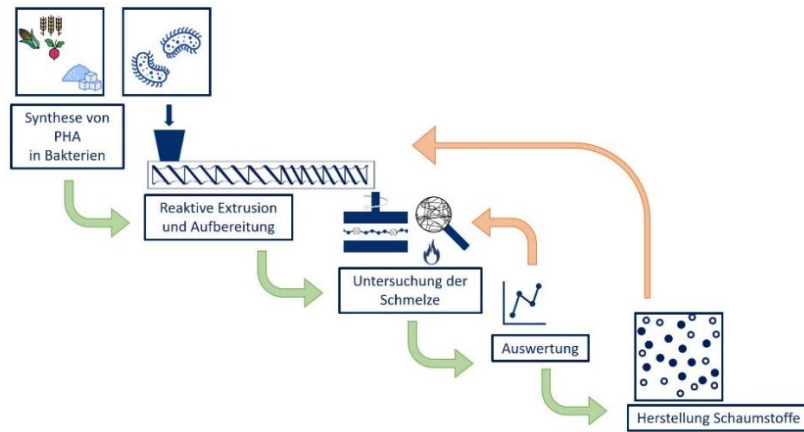 Synthese von
PHA
in Bakterien
Reaktive Extrusion
und Aufbereitung
Untersuchung der
Schmelze
Auswertung
Herstellung Schaumstoffe